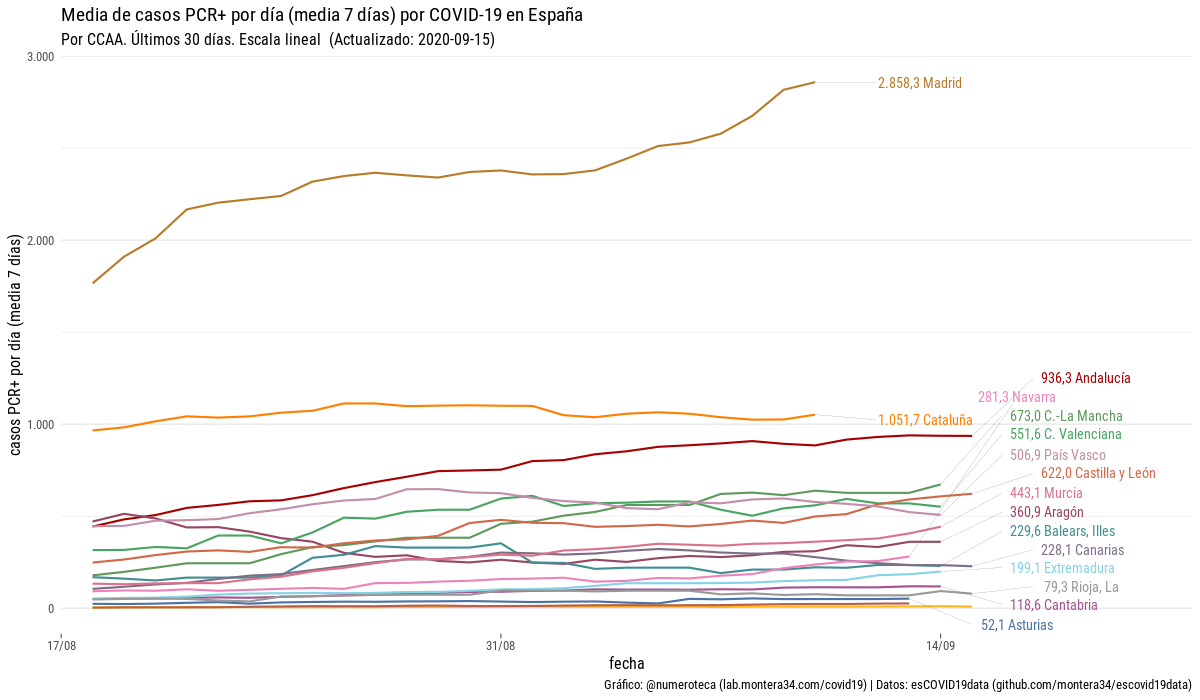 Media de casos PCR+ por día (media 7 días) por COVID-19 en España
Por CCAA. Últimos 30 días. Escala lineal  (Actualizado: 2020-09-15)
casos PCR+ por día (media 7 días)
3.000
2.000
1.000
0
2.858,3 Madrid
936,3 Andalucía
281,3 Navarra
673,0 C.-La Mancha
1.051,7 Cataluña
551,6 C. Valenciana
506,9 País Vasco
622,0 Castilla y León
443,1 Murcia
360,9 Aragón
229,6 Balears, Illes
228,1 Canarias
199,1 Extremadura
79,3 Rioja, La
118,6 Cantabria
52,1 Asturias
17/08
31/08
14/09
fecha
Gráfico: @numeroteca (lab.montera34.com/covid19) | Datos: esCOVID19data (github.com/montera34/escovid19data)